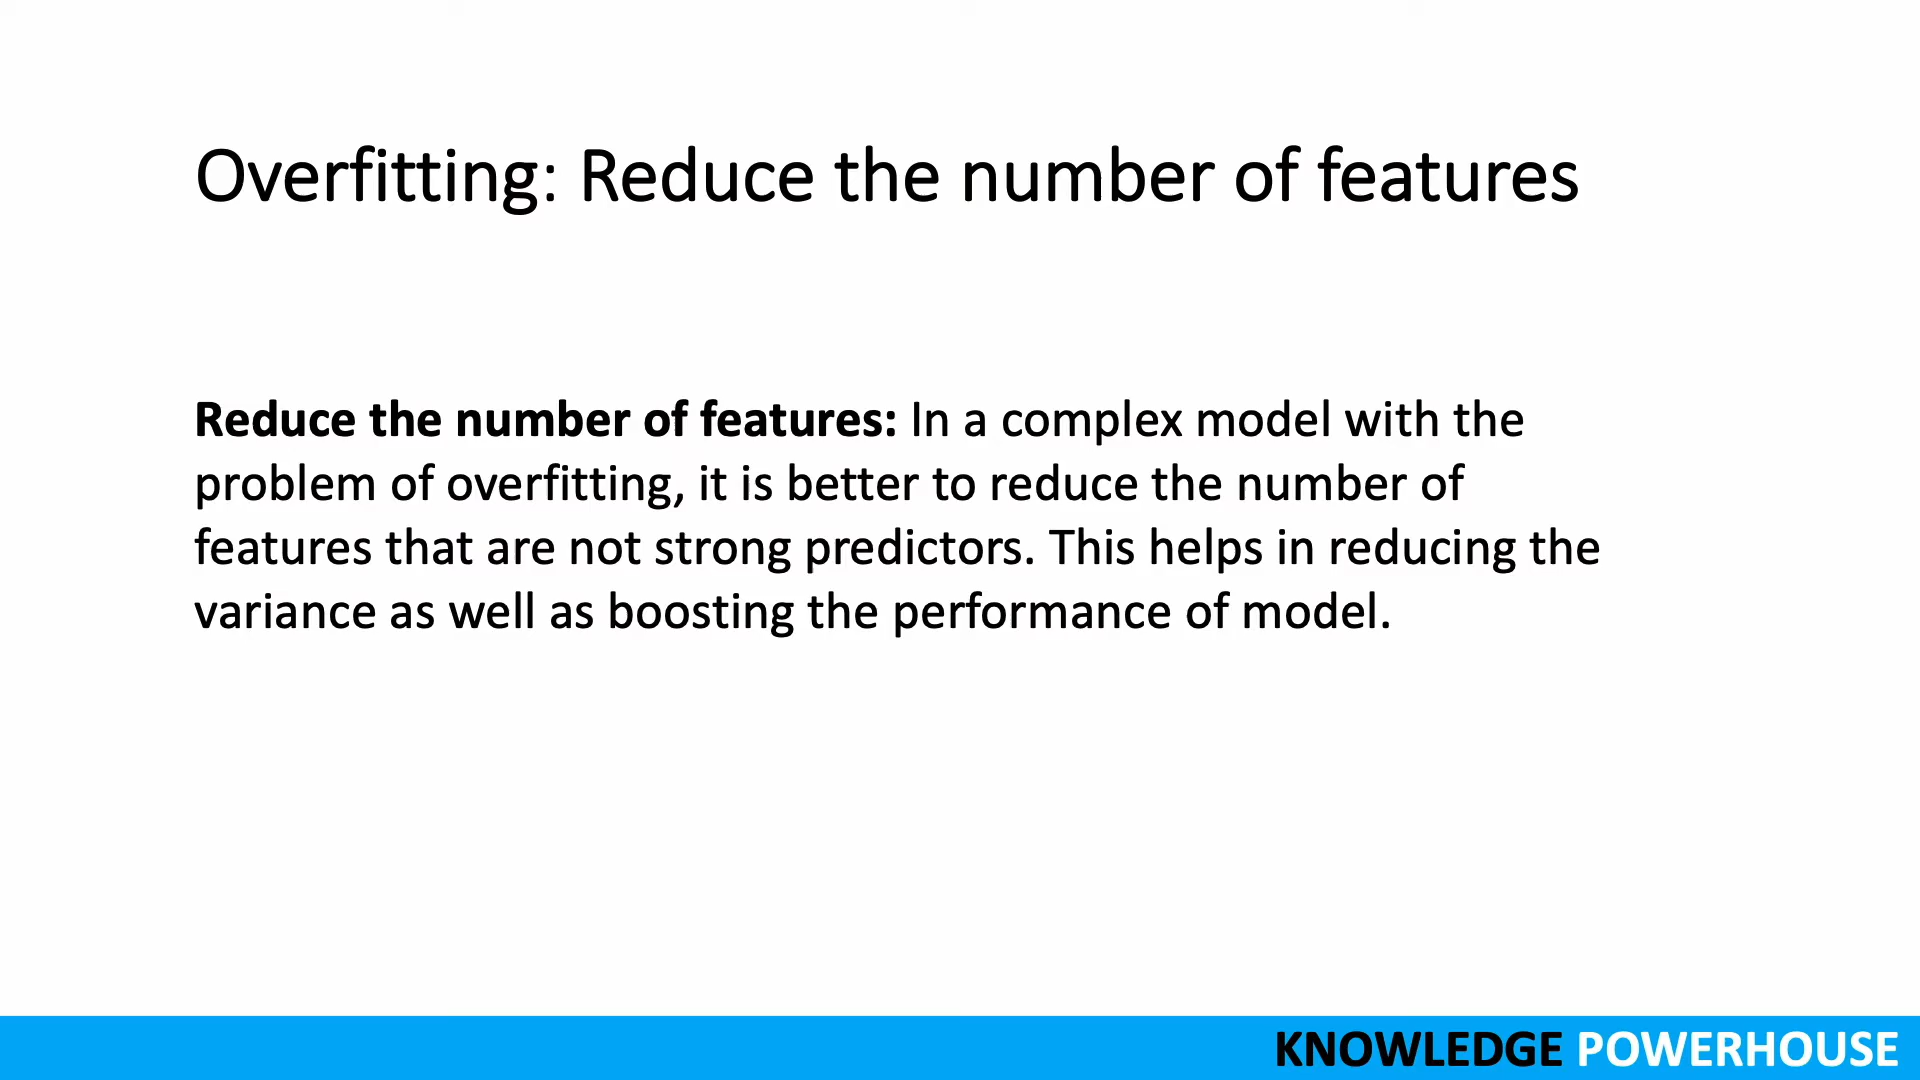 Overfitting: Reduce the number of features
Reduce the number of features: In a complex model with the
problem of overfitting, it is better to reduce the number of
features that are not strong predictors. This helps in reducing the
variance as well as boosting the performance of model.
KNOWLEDGE POWERHOUSE